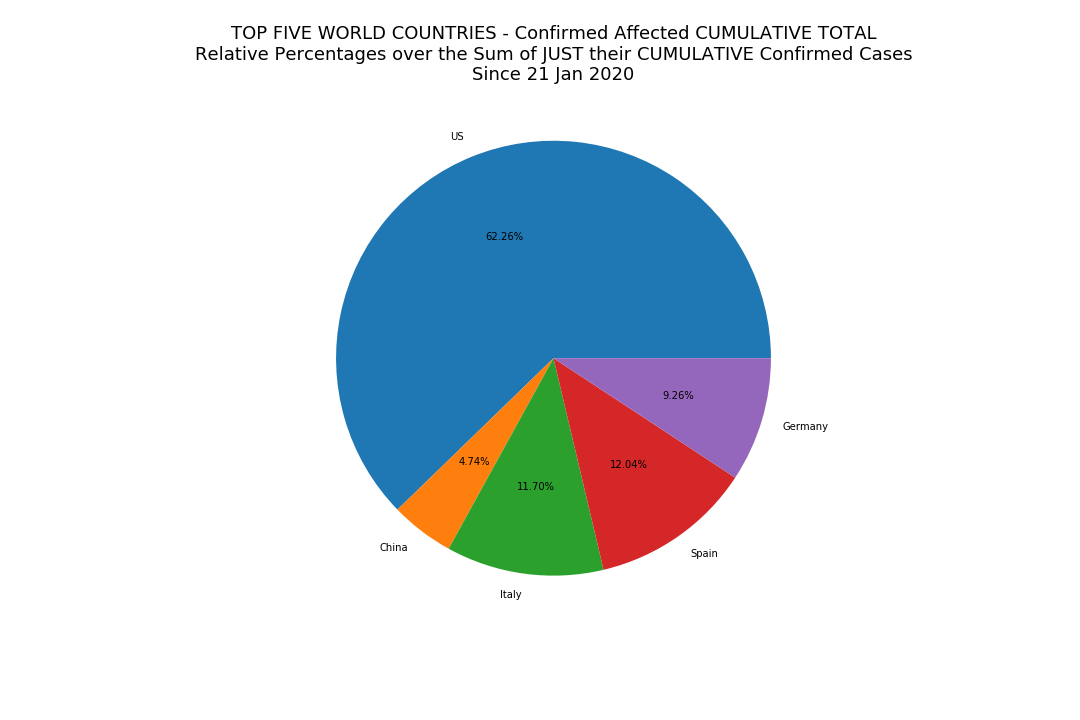 TOP FIVE WORLD COUNTRIES - Confirmed Affected CUMULATIVE TOTAL
Relative Percentages over the Sum of JUST their CUMULATIVE Confirmed Cases
Since 21 Jan 2020
US
62.26%
9.26%
Germany
4.74%
12.04%
11.70%
China
Spain
Italy